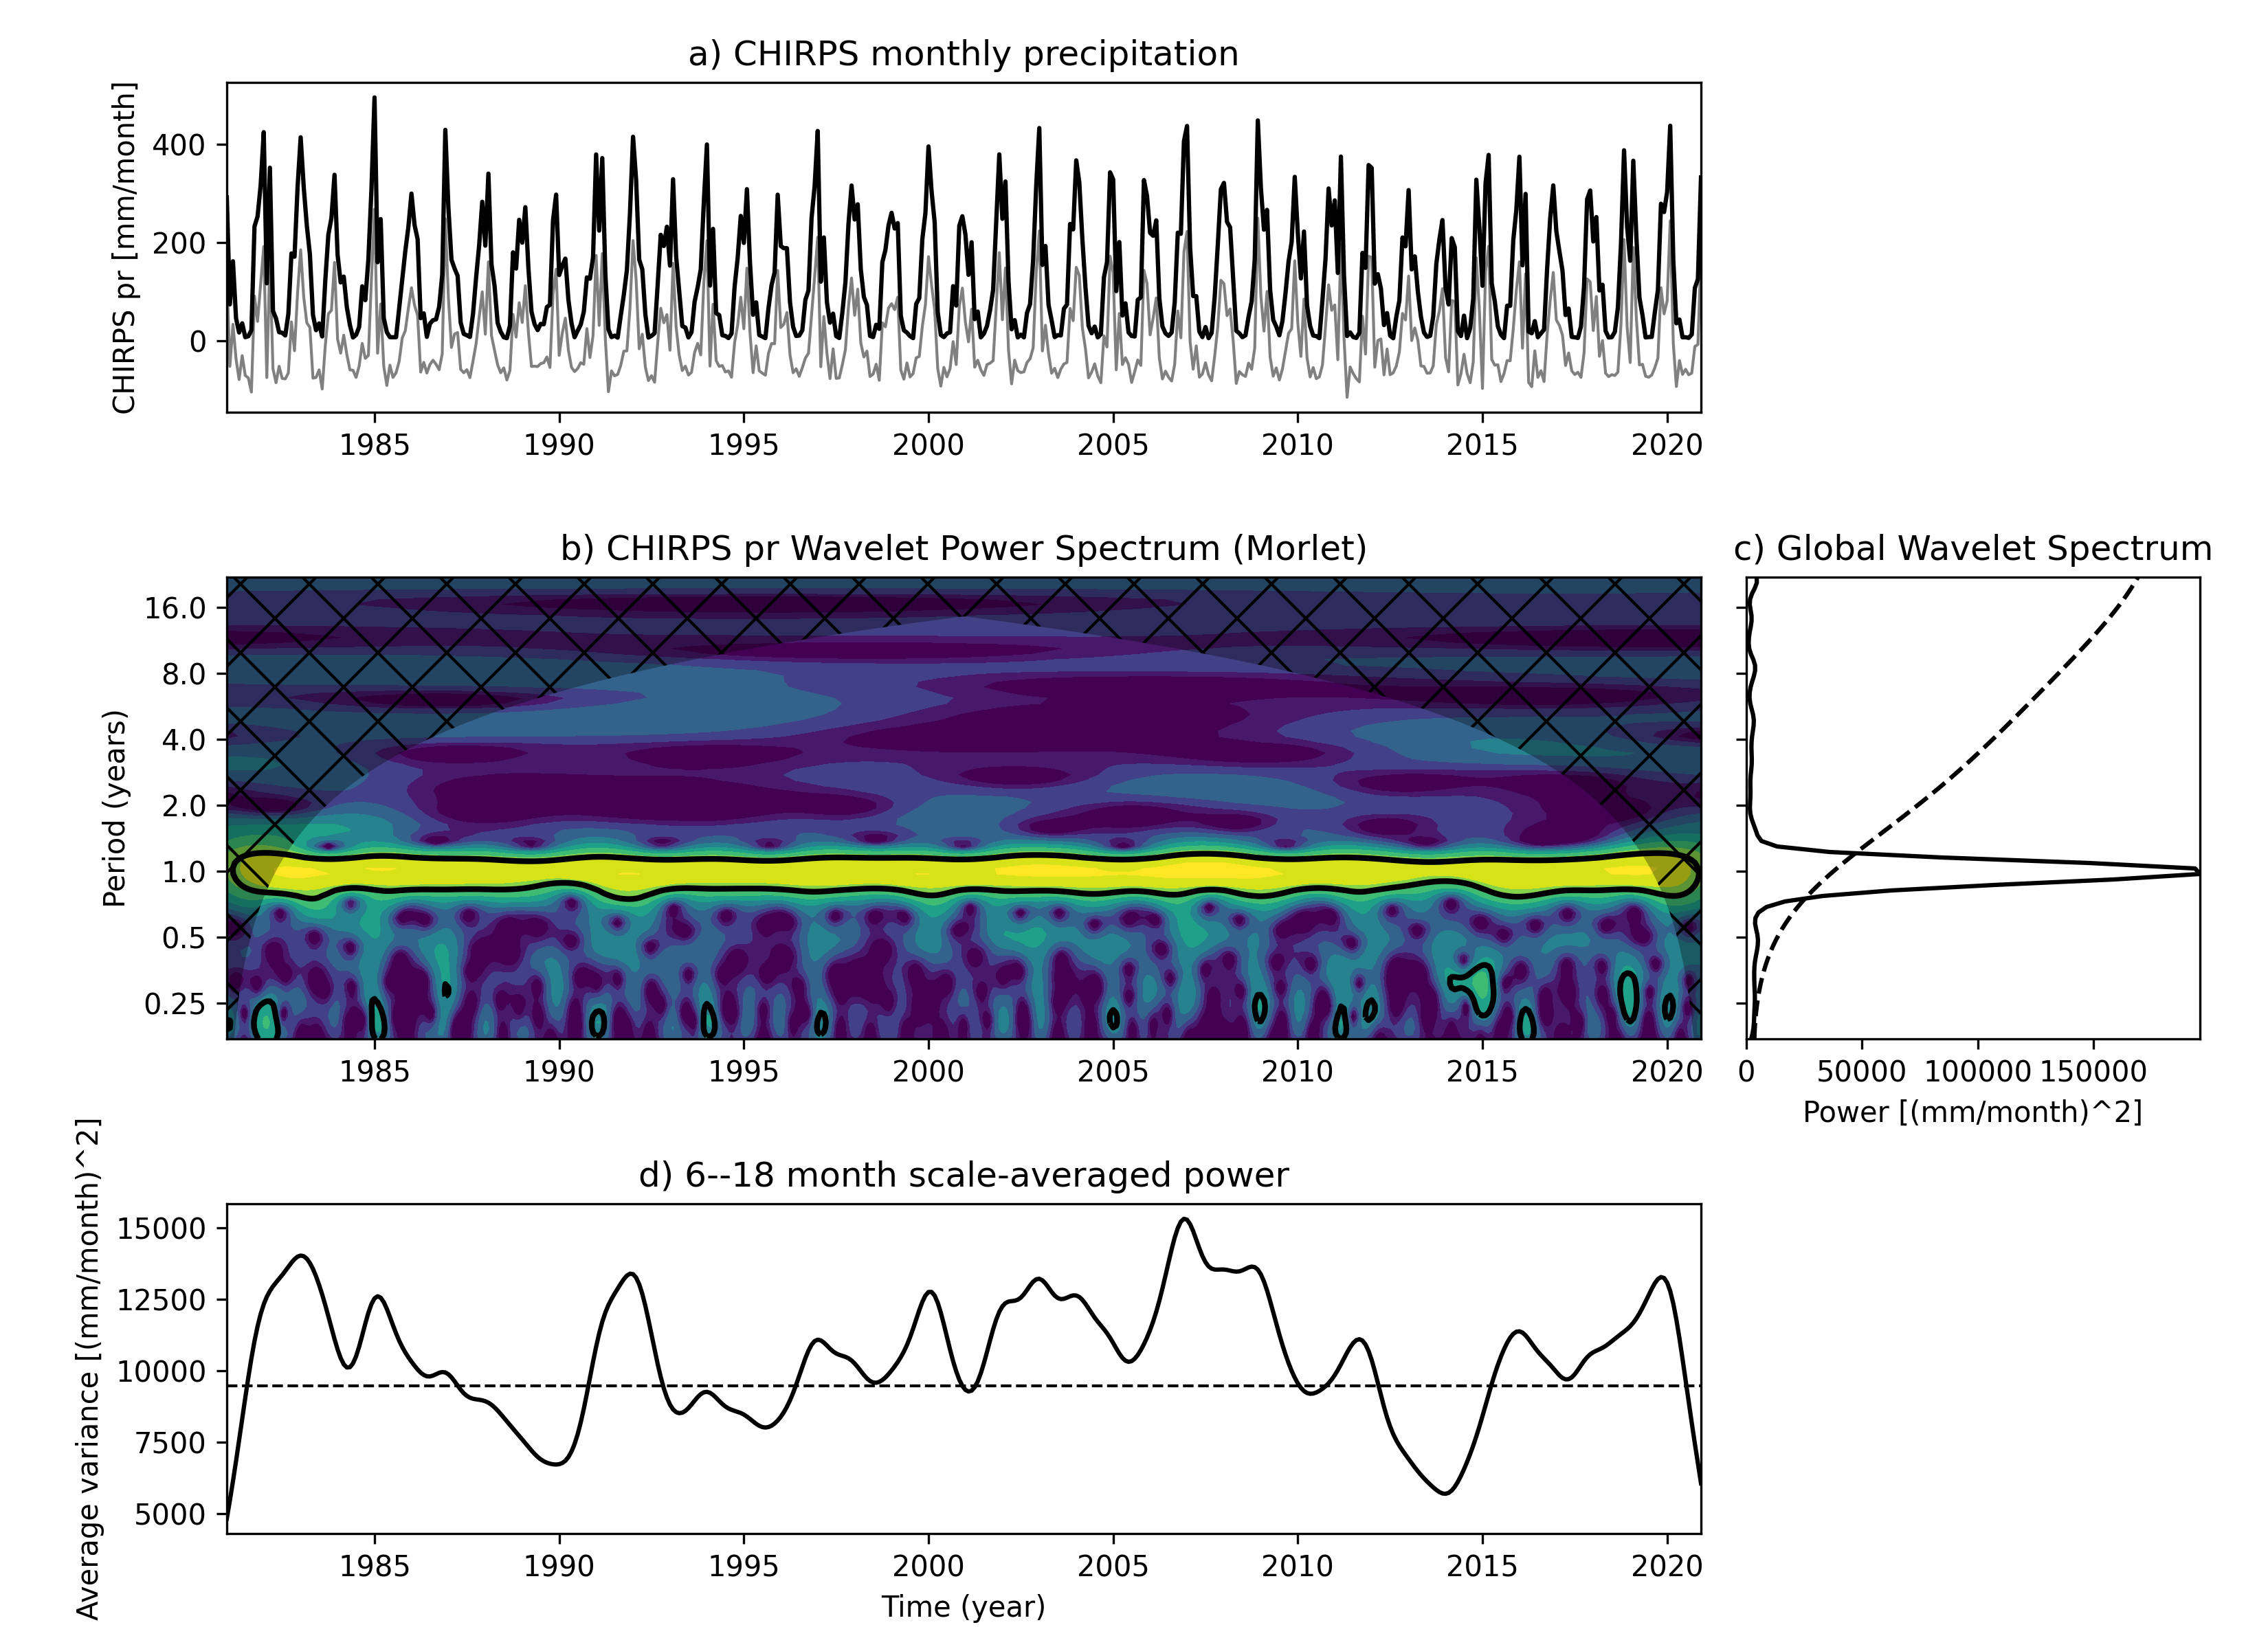 a) CHIRPS monthly precipitation
CHIRPS pr [mm/month]
400
200
0
1985 1990 1995 2000 2005 2010 2015 2020
b) CHIRPS pr Wavelet Power Spectrum (Morlet)
Period (years)
16.0
8.0
4.0
2.0
1.0
0.5
0.25
1985 1990 1995 2000 2005 2010 2015 2020
c) Global Wavelet Spectrum
0 50000 100000 150000
Power [(mm/month)^2]
d) 6--18 month scale-averaged power
Average variance [(mm/month)^2]
15000
12500
10000
7500
5000
1985 1990 1995 2000 2005 2010 2015 2020
Time (year)